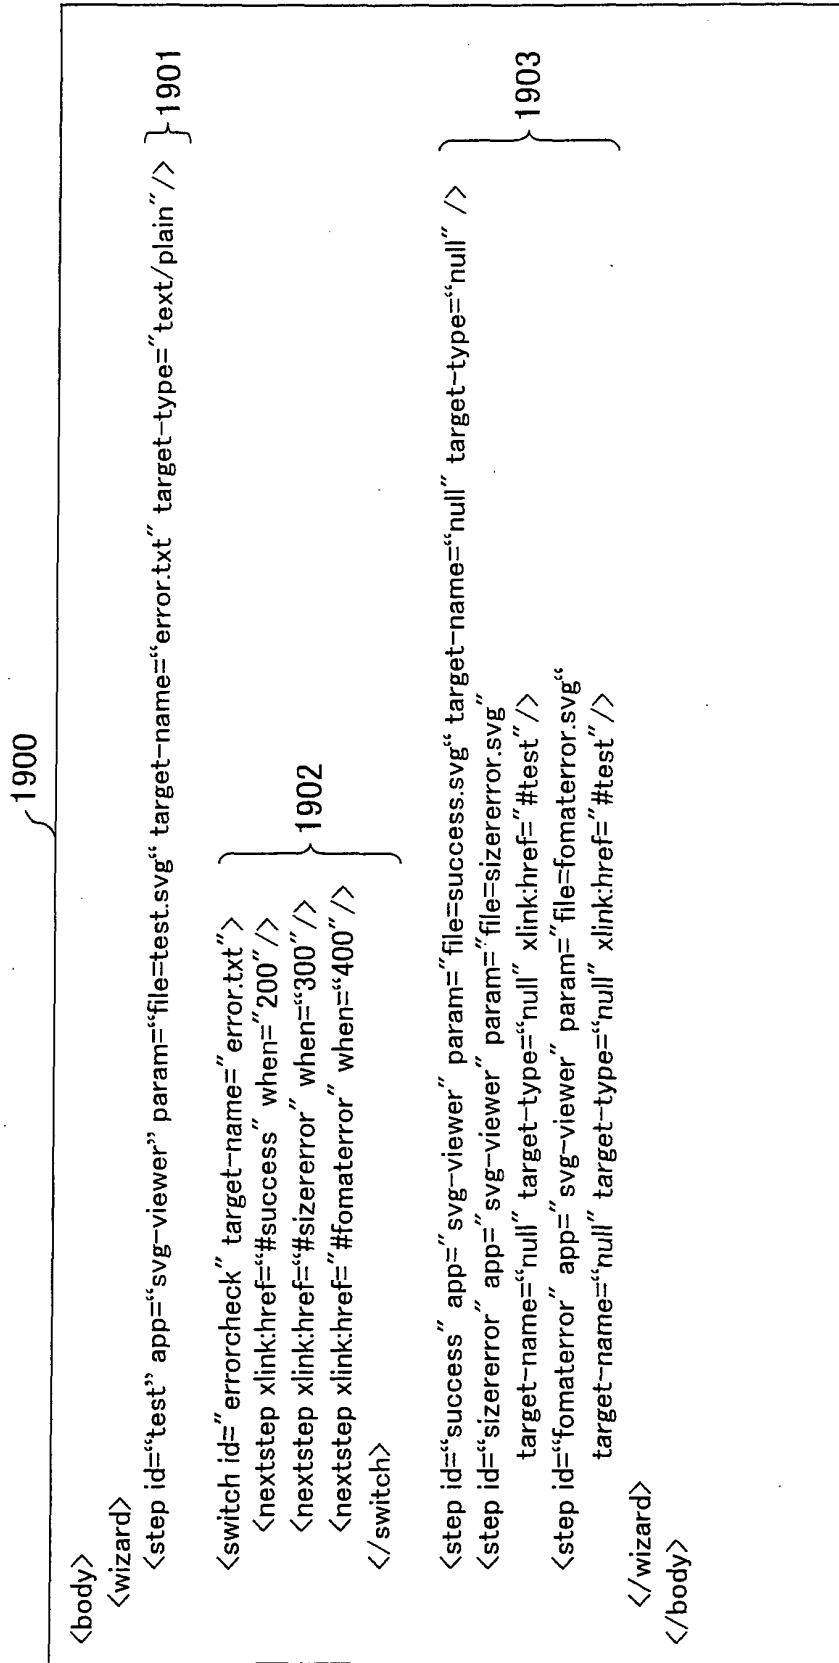 1900
<body>
<wizard>
<step id=“test” app=“svg-viewer” param=“file=test.svg“ target-name=“error.txt” target-type=”text/plain”/> 1901
<switch id=”errorcheck” target-name=”error.txt”>
<nextstep xlink:href=“#success” when=”200”/>
<nextstep xlink:href=“#sizererror” when=“300”/>
<nextstep xlink:href=”#fomaterror” when=“400”/>
</switch>
1902
<step id=“success” app=”svg-viewer” param=“file=success.svg“ target-name=“null” target-type=“null” />
<step id=“sizererror” app=”svg-viewer” param=“file=sizererror.svg”
target-name=“null” target-type=“null” xlink:href=”#test”/>
<step id=“fomaterror” app=”svg-viewer” param=“file=fomaterror.svg“
target-name=“null” target-type=“null” xlink:href=”#test”/>
1903
</wizard>
</body>